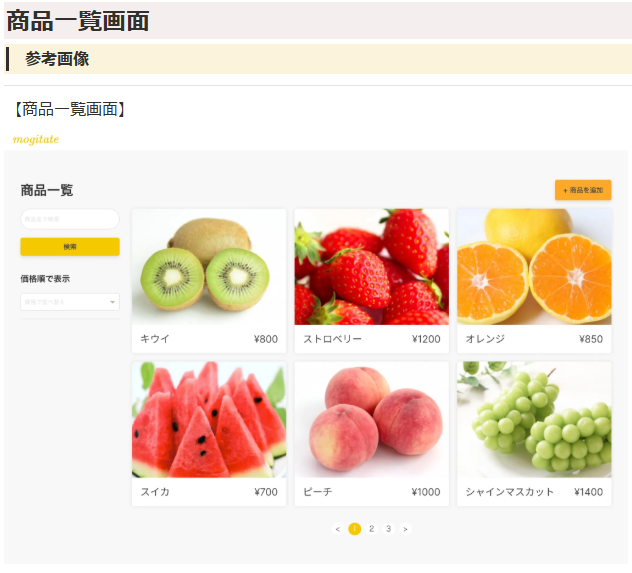 商品一覧画面
参考画像
【商品一覧画面】
mogitate
商品一覧
+ 商品を追加
商品名で検索
検索
価格順で表示
価格で並べ替え
キウイ ¥800
ストロベリー ¥1200
オレンジ ¥850
スイカ ¥700
ピーチ ¥1000
シャインマスカット ¥1400
< 1 2 3 >